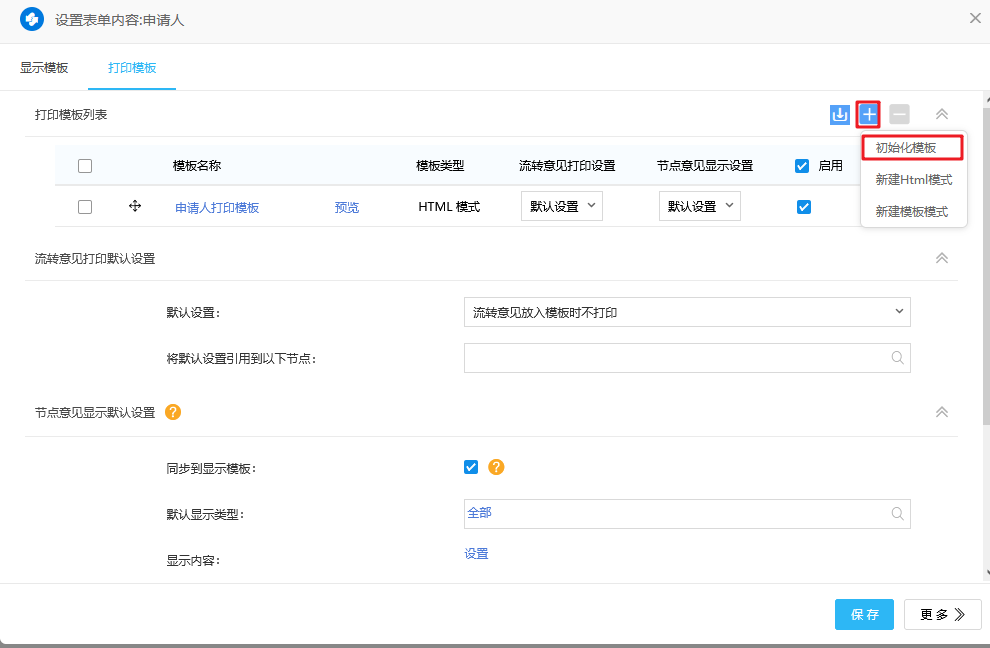 设置表单内容:申请人
显示模板 打印模板
打印模板列表
初始化模板
新建Html模式
新建模板模式
模板名称 模板类型 流转意见打印设置 节点意见显示设置 启用
申请人打印模板 预览 HTML 模式 默认设置 默认设置
流转意见打印默认设置
默认设置: 流转意见放入模板时不打印
将默认设置引用到以下节点:
节点意见显示默认设置 ?
同步到显示模板: ?
默认显示类型: 全部
显示内容: 设置
保存 更多